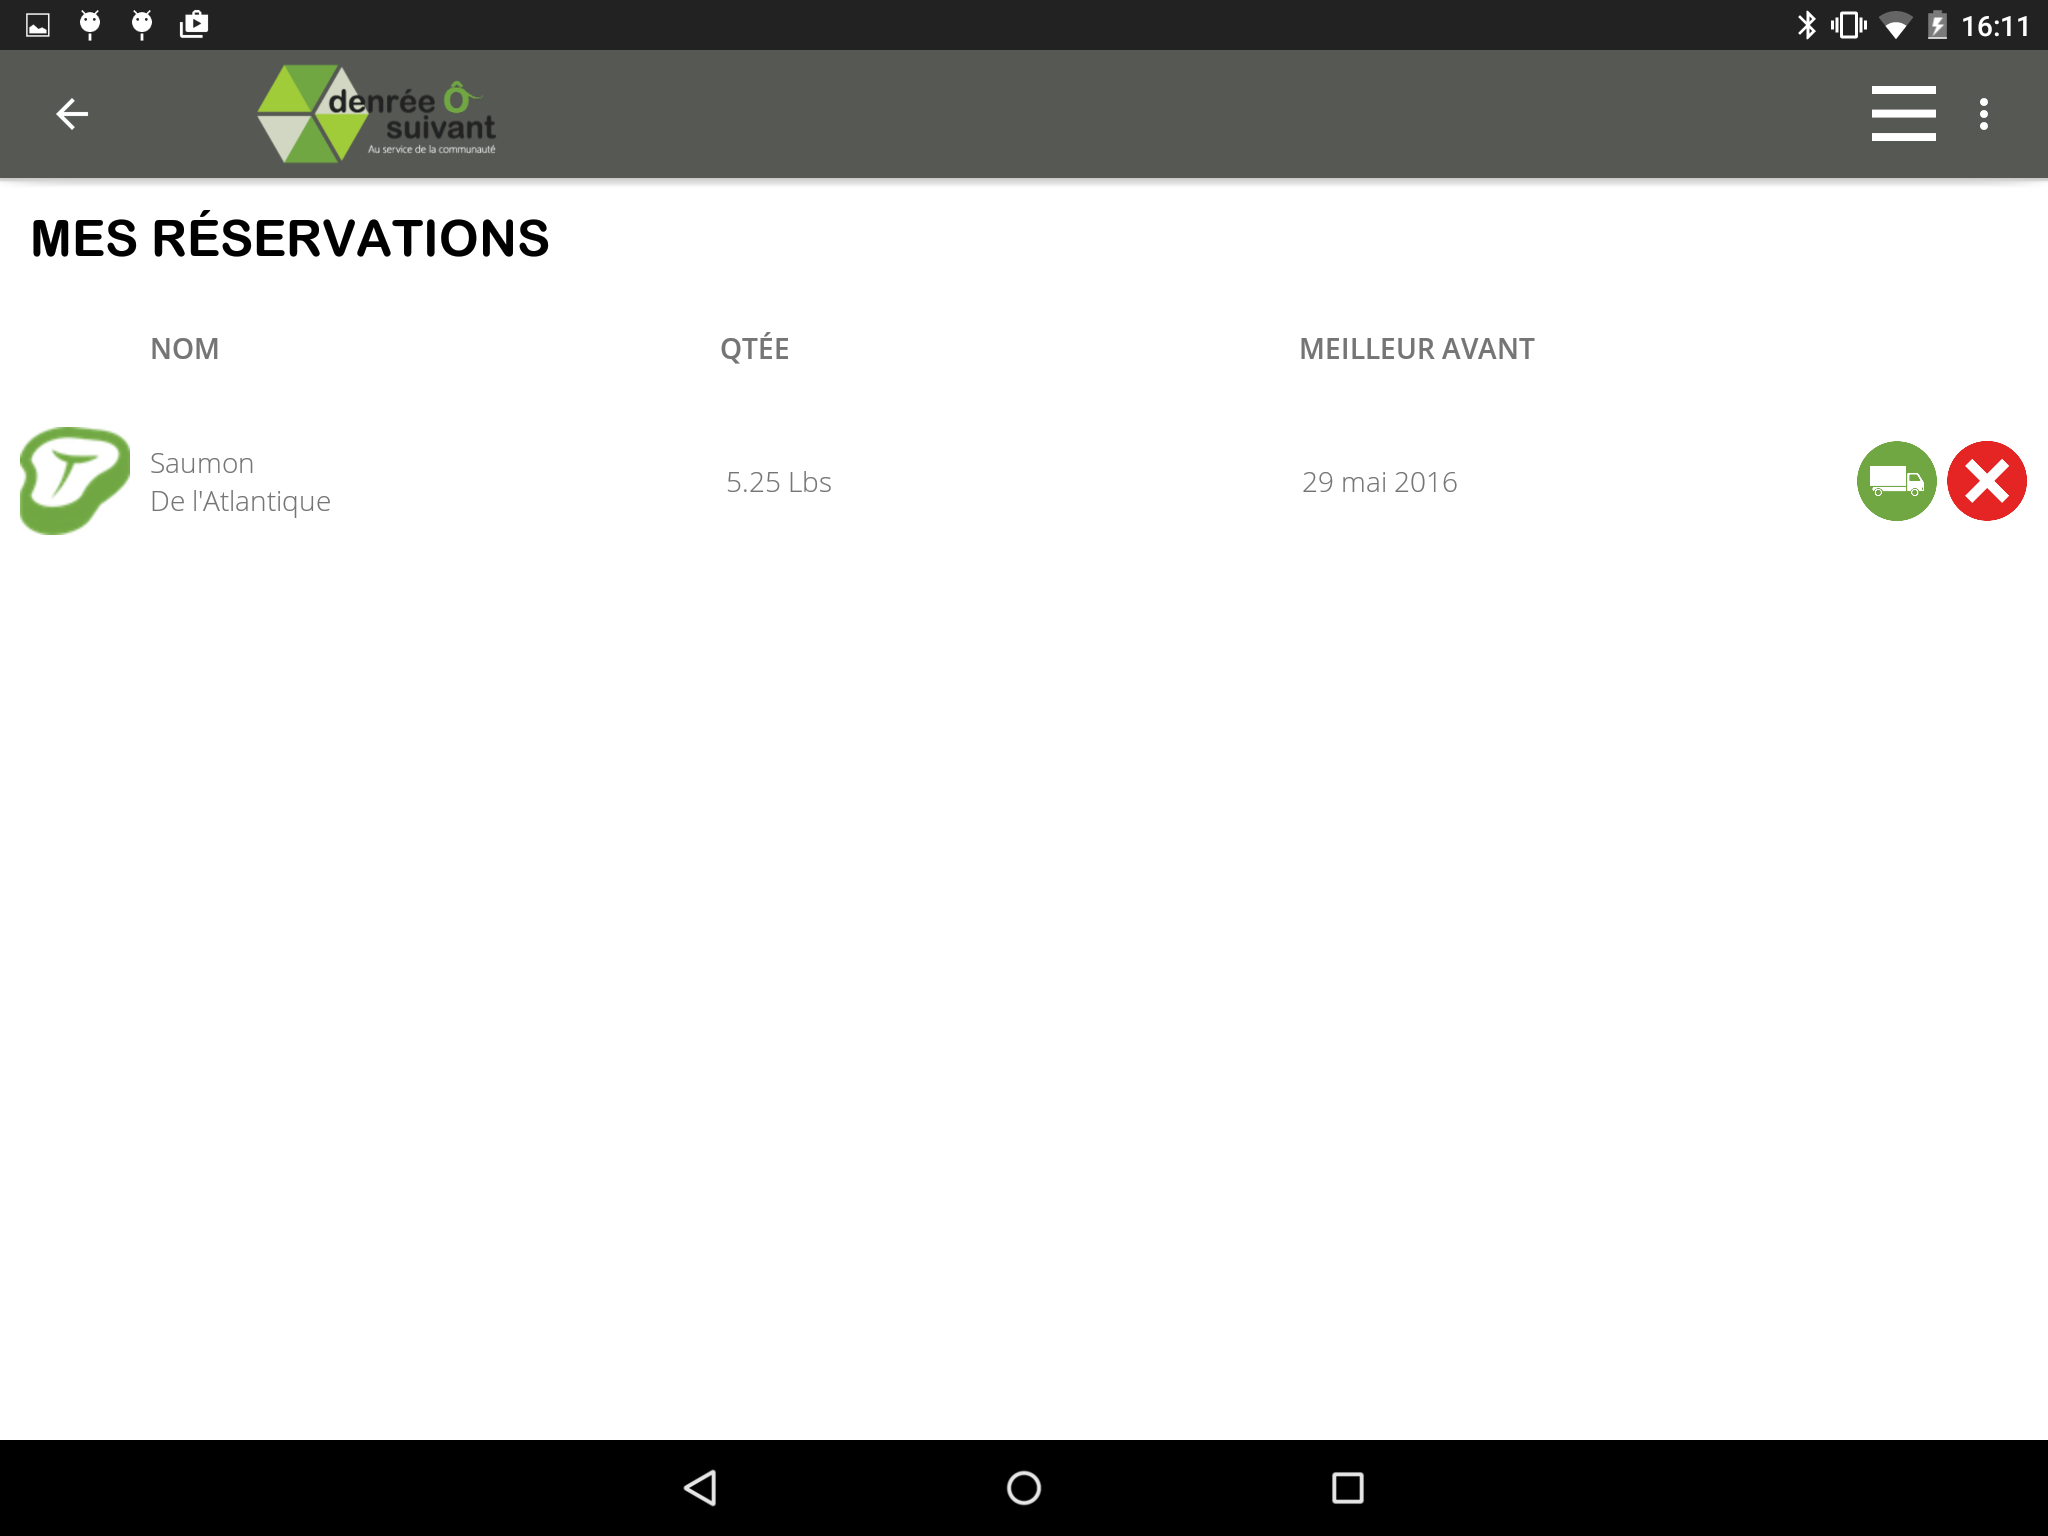 16:11
denrée Ô
suivant
Au service de la communauté
MES RÉSERVATIONS
NOM QTÉE MEILLEUR AVANT
Saumon
De l'Atlantique
5.25 Lbs
29 mai 2016